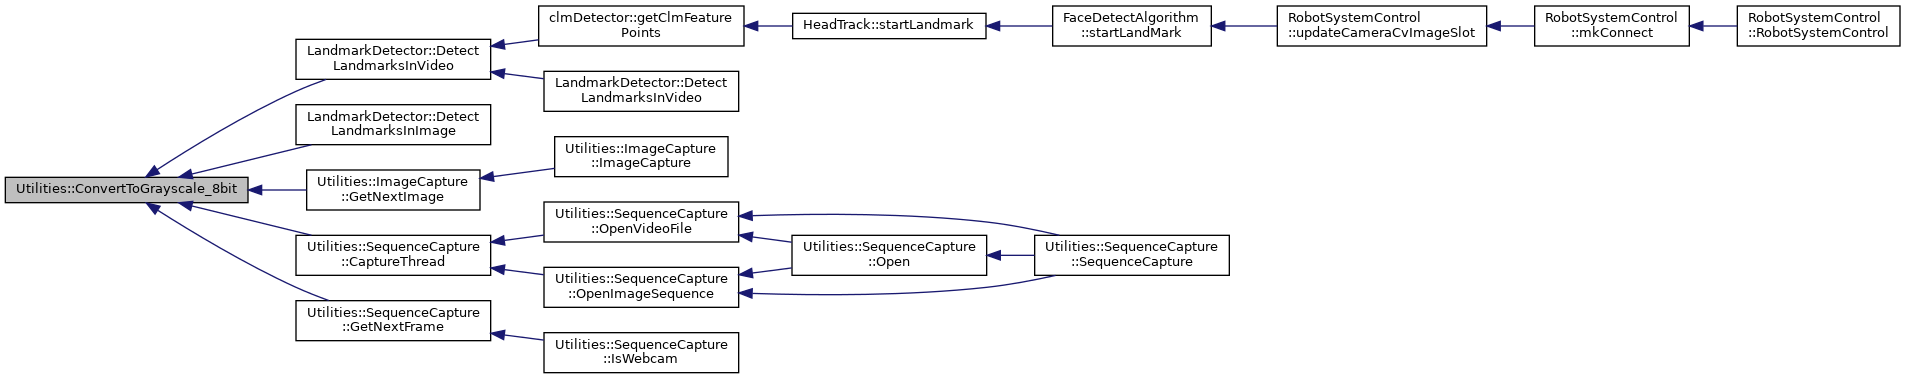 Utilities::ConvertToGrayscale_8bit
LandmarkDetector::Detect
LandmarksInVideo
LandmarkDetector::Detect
LandmarksInImage
Utilities::ImageCapture
::GetNextImage
Utilities::SequenceCapture
::CaptureThread
Utilities::SequenceCapture
::GetNextFrame
clmDetector::getClmFeature
Points
LandmarkDetector::Detect
LandmarksInVideo
Utilities::ImageCapture
::ImageCapture
Utilities::SequenceCapture
::OpenVideoFile
Utilities::SequenceCapture
::OpenImageSequence
Utilities::SequenceCapture
::IsWebcam
HeadTrack::startLandmark
Utilities::SequenceCapture
::Open
FaceDetectAlgorithm
::startLandMark
Utilities::SequenceCapture
::SequenceCapture
RobotSystemControl
::updateCameraCvImageSlot
RobotSystemControl
::mkConnect
RobotSystemControl
::RobotSystemControl